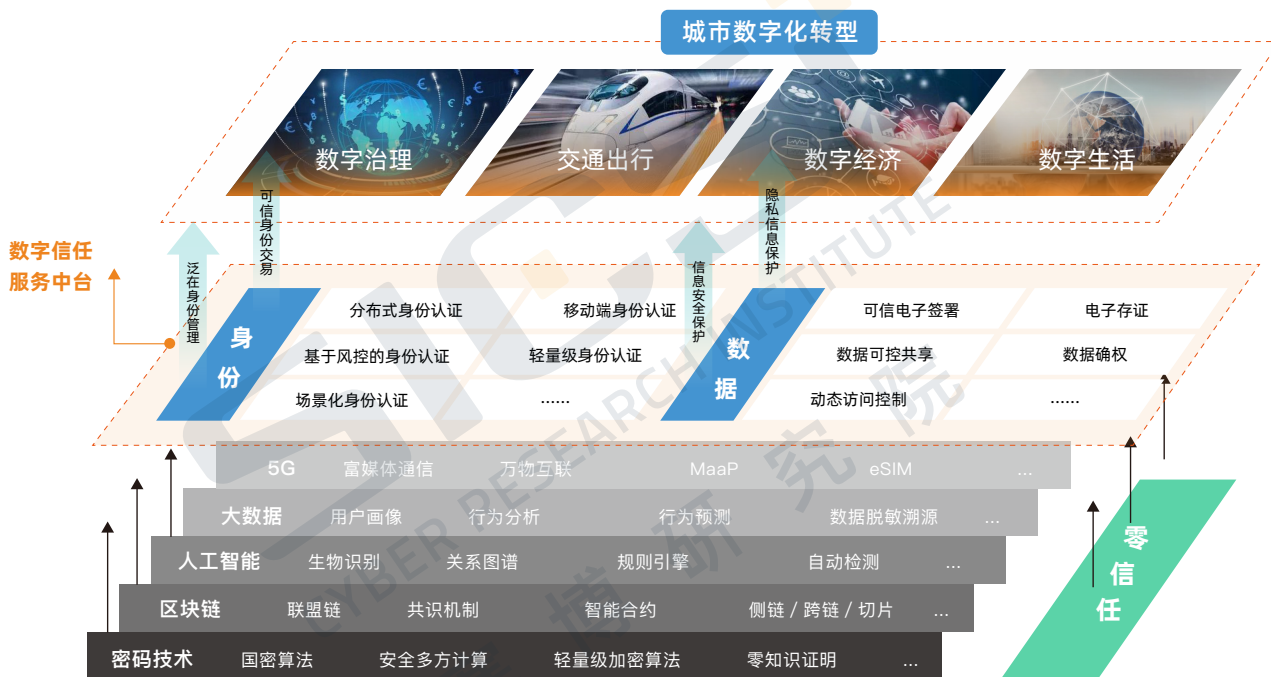 城市数字化转型
数字治理
交通出行
数字经济
数字生活
可信身份交易
隐私信息保护
数字信任
服务中台
泛在身份管理
信息安全保护
身份
分布式身份认证
移动端身份认证
基于风控的身份认证
轻量级身份认证
场景化身份认证
......
数据
可信电子签署
电子存证
数据可控共享
数据确权
动态访问控制
......
5G 富媒体通信 万物互联 MaaP eSIM ...
大数据 用户画像 行为分析 行为预测 数据脱敏溯源 ...
人工智能 生物识别 关系图谱 规则引擎 自动检测 ...
区块链 联盟链 共识机制 智能合约 侧链 / 跨链 / 切片 ...
密码技术 国密算法 安全多方计算 轻量级加密算法 零知识证明 ...
零信任
CYBER RESEARCH INSTITUTE
博研究院